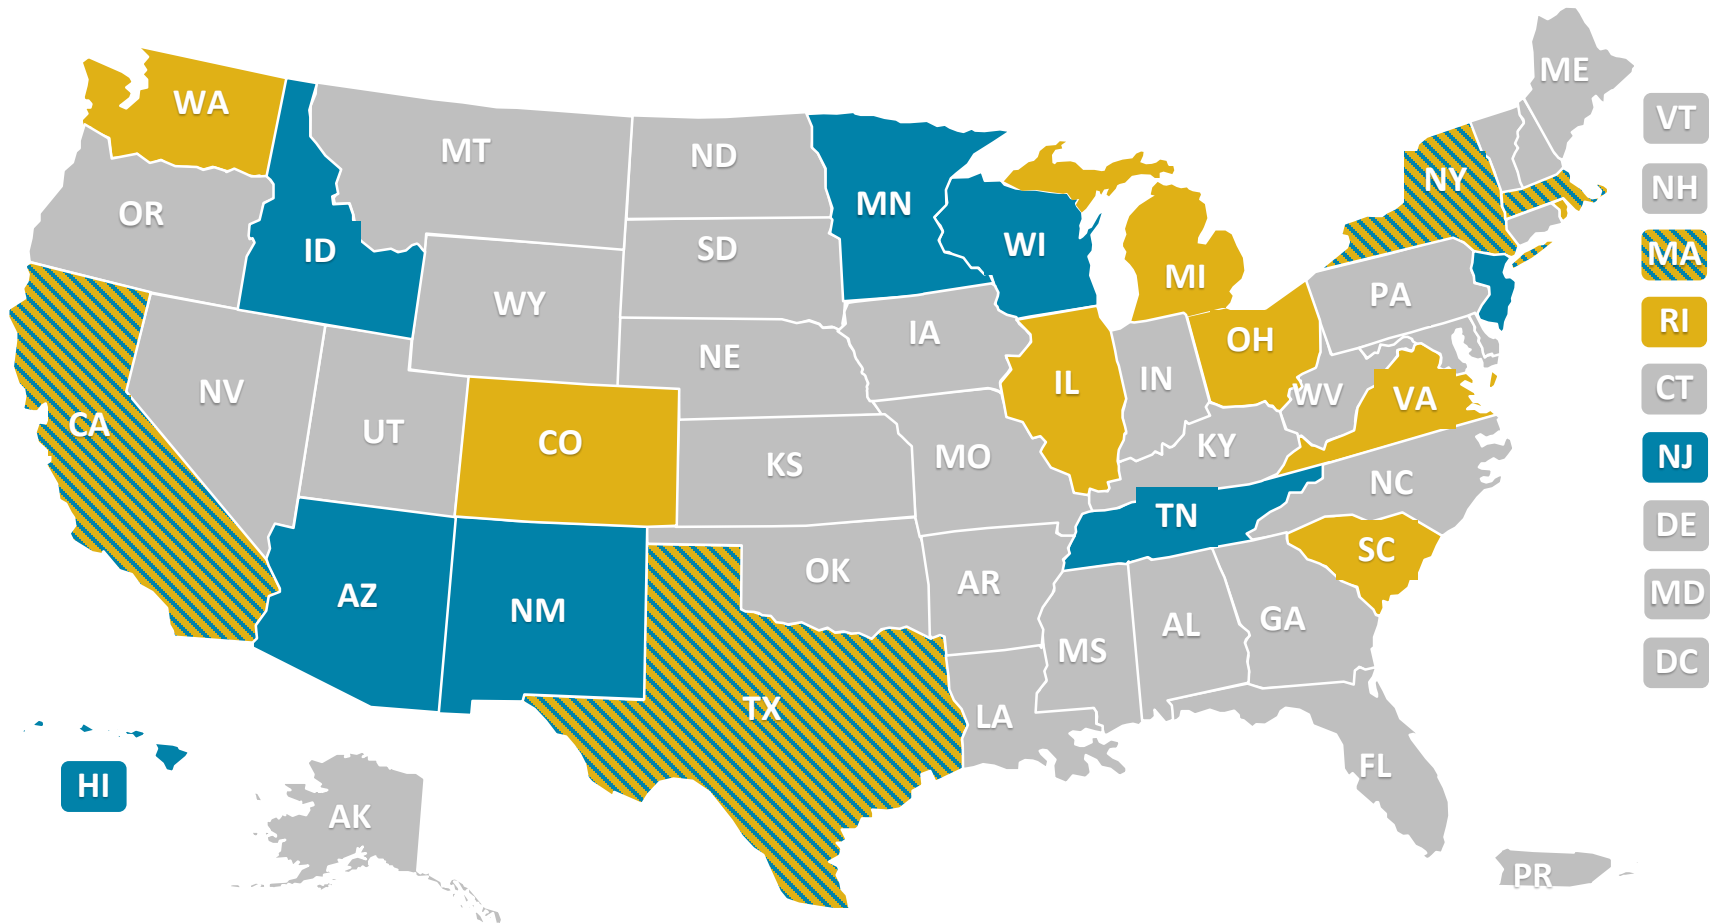 WA
MT
ND
MN
ME
VT
OR
ID
SD
WI
NY
NH
MA
WY
IA
MI
PA
RI
NV
NE
IL
IN
OH
WV
VA
CT
CA
UT
CO
KS
MO
KY
NC
NJ
AZ
NM
OK
AR
TN
SC
DE
MS
AL
GA
MD
TX
LA
DC
HI
AK
FL
PR